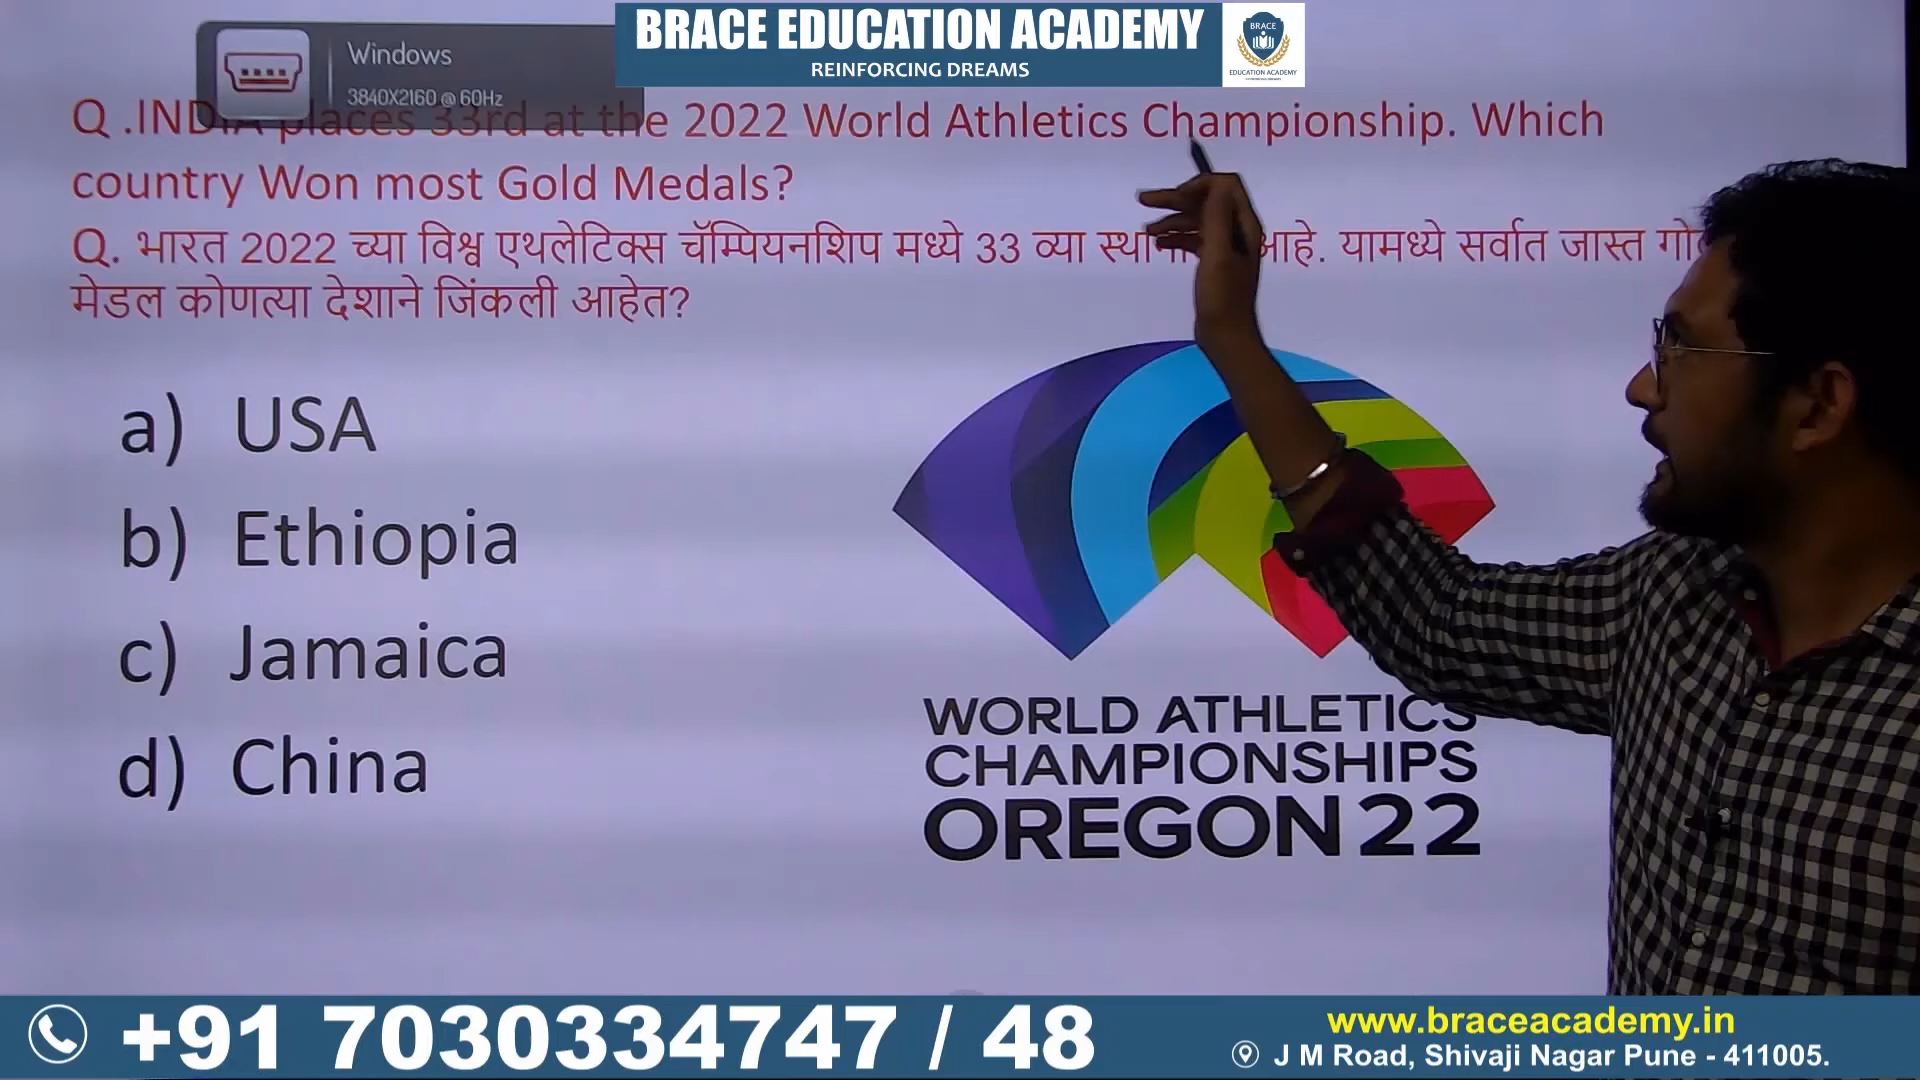 BRACE EDUCATION ACADEMY
REINFORCING DREAMS
BRACE
EDUCATION ACADEMY
Windows
3840X2160 @ 60Hz
Q .INDIA places 33rd at the 2022 World Athletics Championship. Which
country Won most Gold Medals?
Q. भारत 2022 च्या विश्व एथलेटिक्स चॅम्पियनशिप मध्ये 33 व्या आहे. यामध्ये सर्वात जास्त
मेडल कोणत्या देशाने जिंकली आहेत?
a) USA
b) Ethiopia
c) Jamaica
d) China
WORLD ATHLETICS
CHAMPIONSHIPS
OREGON22
+91 7030334747 / 48
www.braceacademy.in
J M Road, Shivaji Nagar Pune - 411005.